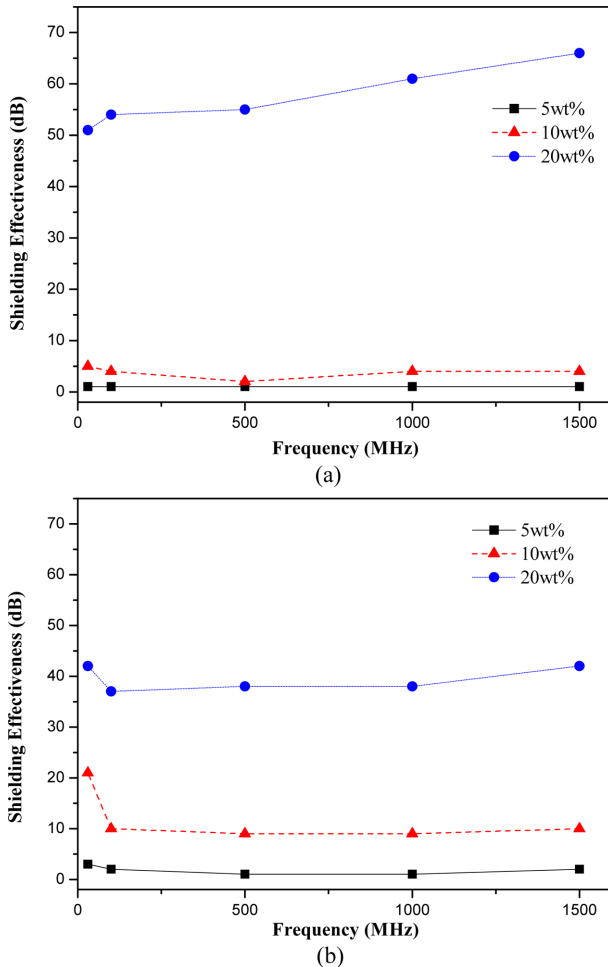 70
60
50
40
30
20
10
0
Shielding Effectiveness (dB)
5wt%
10wt%
20wt%
0 500 1000 1500
Frequency (MHz)
(a)
70
60
50
40
30
20
10
0
Shielding Effectiveness (dB)
5wt%
10wt%
20wt%
0 500 1000 1500
Frequency (MHz)
(b)